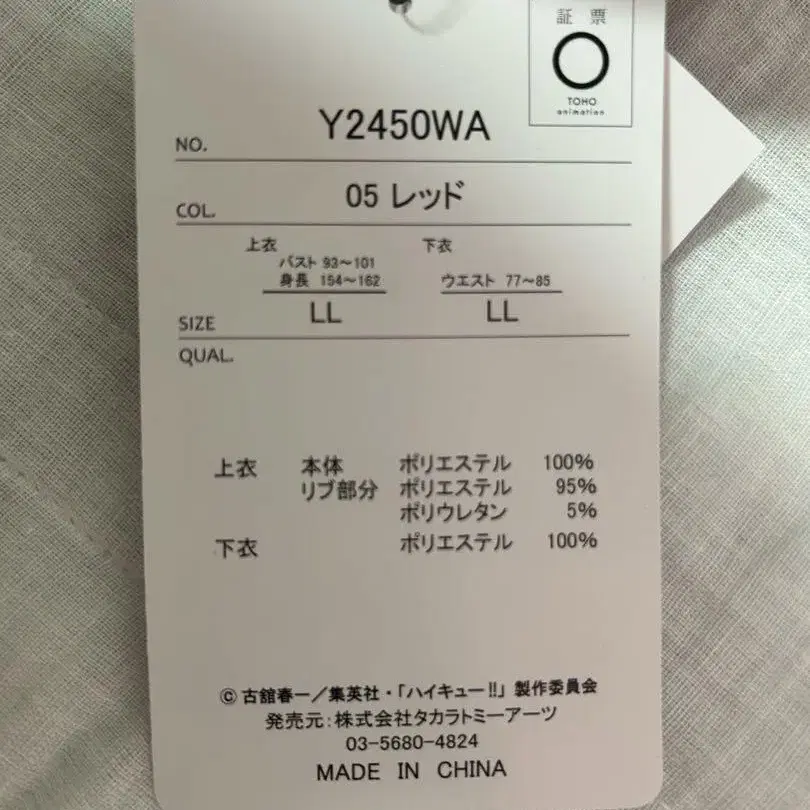 証票
TOHO
animation
NO. Y2450WA
COL. 05 レッド
上衣 下衣
バスト 93～101
身長 154～162 ウエスト 77～85
SIZE LL LL
QUAL.
上衣 本体 ポリエステル 100%
リブ部分 ポリエステル 95%
ポリウレタン 5%
下衣 ポリエステル 100%
©古舘春一／集英社・「ハイキュー!!」製作委員会
発売元:株式会社タカラトミーアーツ
03-5680-4824
MADE IN CHINA